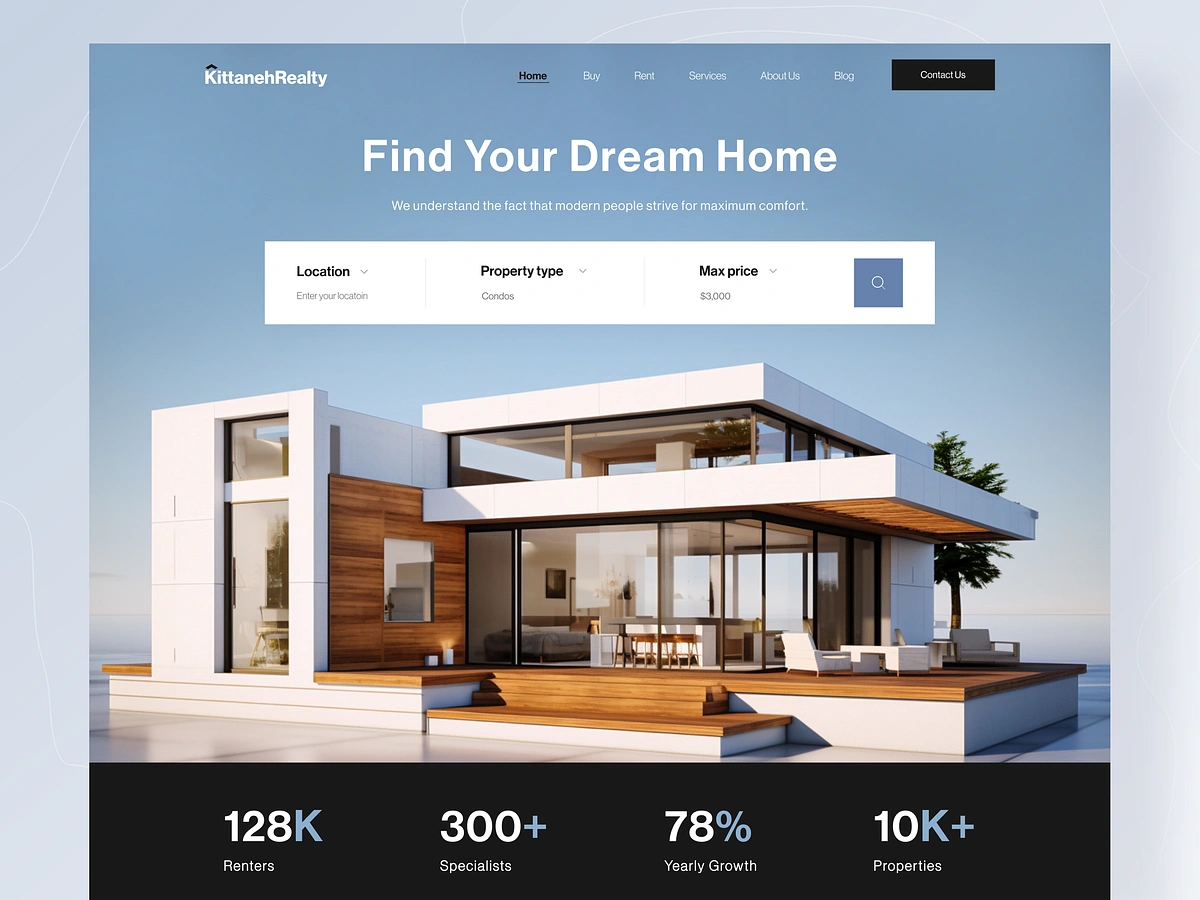 KittanehRealty
Home Buy Rent Services About Us Blog Contact Us
Find Your Dream Home
We understand the fact that modern people strive for maximum comfort.
Location Property type Max price
Enter your locatoin Condos $3,000
128K 300+ 78% 10K+
Renters Specialists Yearly Growth Properties